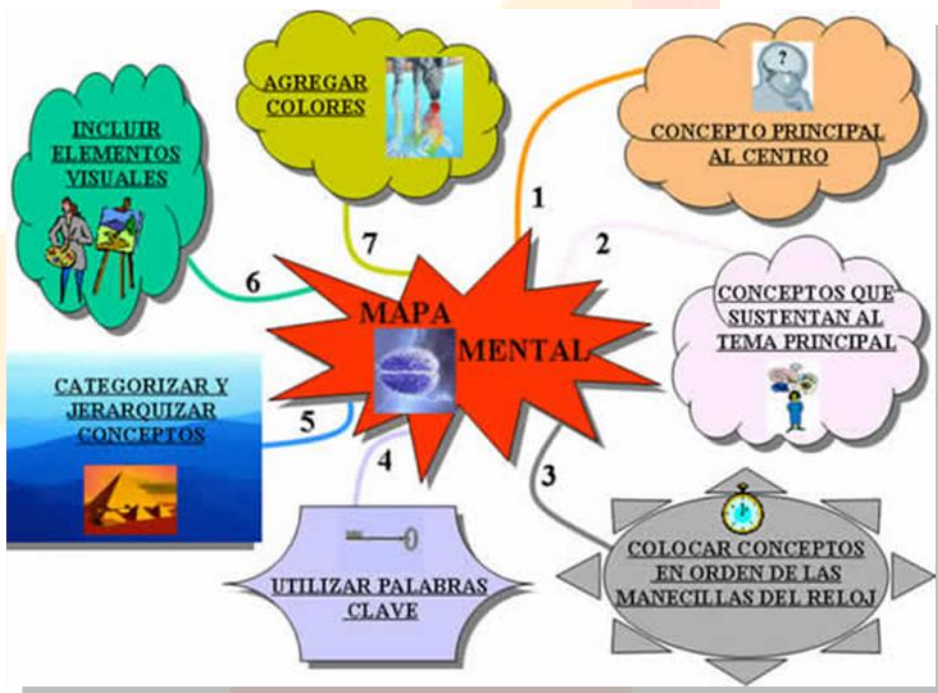 MAPA
MENTAL
1
?
CONCEPTO PRINCIPAL
AL CENTRO
2
CONCEPTOS QUE
SUSTENTAN AL
TEMA PRINCIPAL
3
COLOCAR CONCEPTOS
EN ORDEN DE LAS
MANECILLAS DEL RELOJ
4
UTILIZAR PALABRAS
CLAVE
5
CATEGORIZAR Y
JERARQUIZAR
CONCEPTOS
6
INCLUIR
ELEMENTOS
VISUALES
7
AGREGAR
COLORES